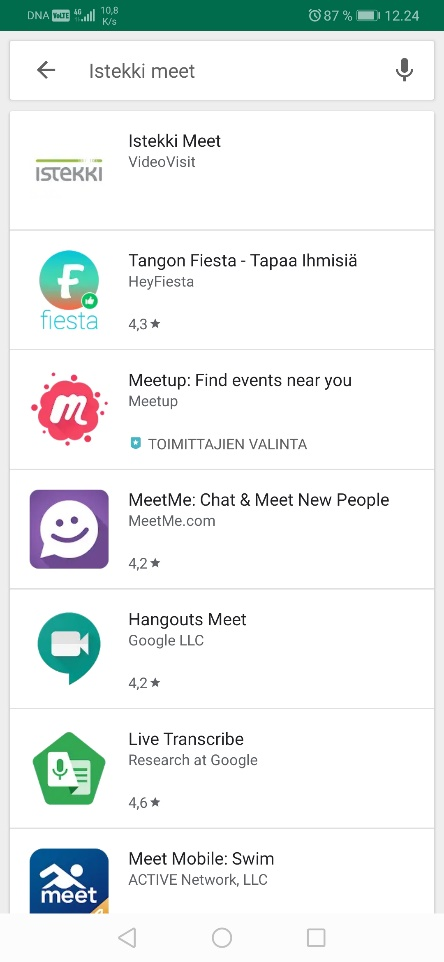 DNA VoLTE 4G 10,8 K/s 87 % 12.24
Istekki meet
ISTEKKI
Istekki Meet
VideoVisit
fiesta
Tangon Fiesta - Tapaa Ihmisiä
HeyFiesta
4,3 ★
m
Meetup: Find events near you
Meetup
TOIMITTAJIEN VALINTA
MeetMe: Chat & Meet New People
MeetMe.com
4,2 ★
Hangouts Meet
Google LLC
4,2 ★
Live Transcribe
Research at Google
4,6 ★
meet
Meet Mobile: Swim
ACTIVE Network, LLC